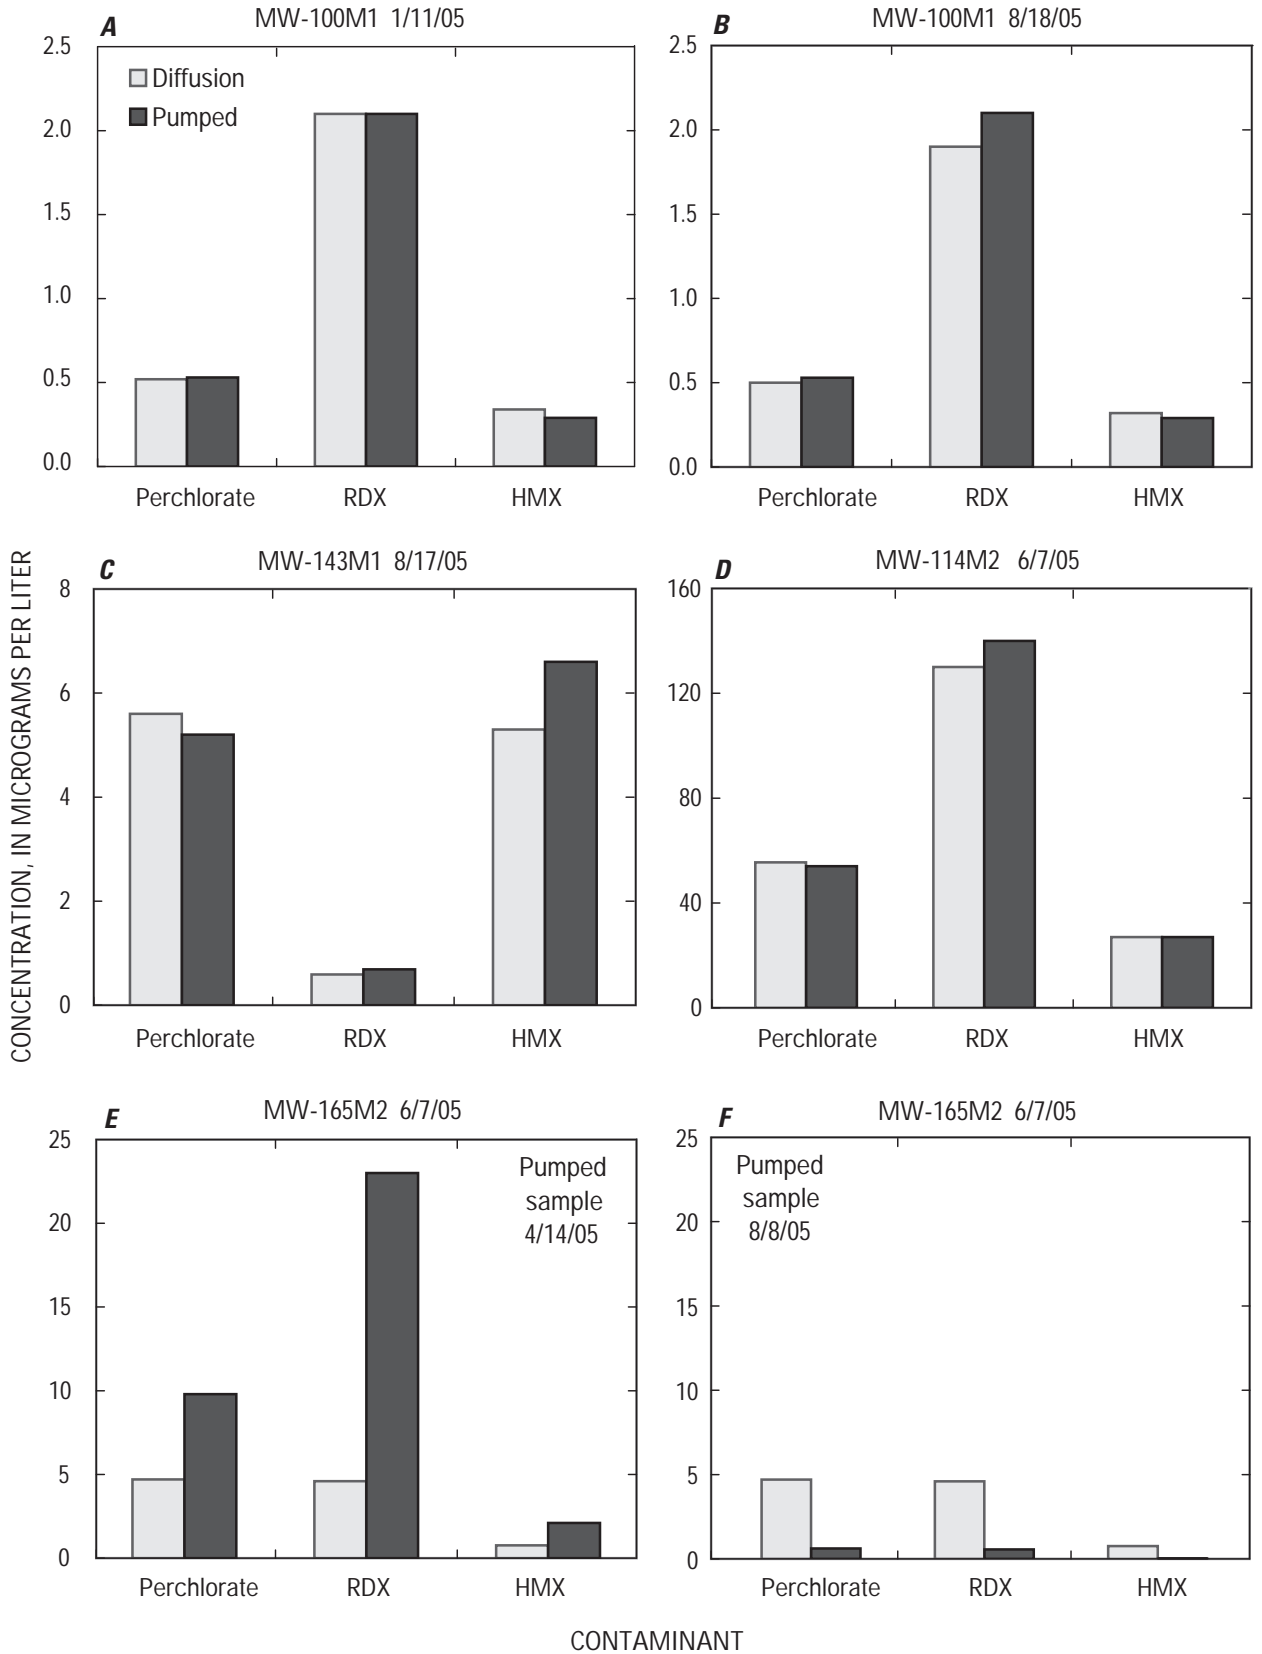 A MW-100M1 1/11/05
2.5
2.0
1.5
1.0
0.5
0.0
Diffusion
Pumped
Perchlorate RDX HMX
B MW-100M1 8/18/05
2.5
2.0
1.5
1.0
0.5
0.0
Perchlorate RDX HMX
CONCENTRATION, IN MICROGRAMS PER LITER
C MW-143M1 8/17/05
8
6
4
2
0
Perchlorate RDX HMX
D MW-114M2 6/7/05
160
120
80
40
0
Perchlorate RDX HMX
E MW-165M2 6/7/05
25
20
15
10
5
0
Pumped
sample
4/14/05
Perchlorate RDX HMX
F MW-165M2 6/7/05
25
20
15
10
5
0
Pumped
sample
8/8/05
Perchlorate RDX HMX
CONTAMINANT